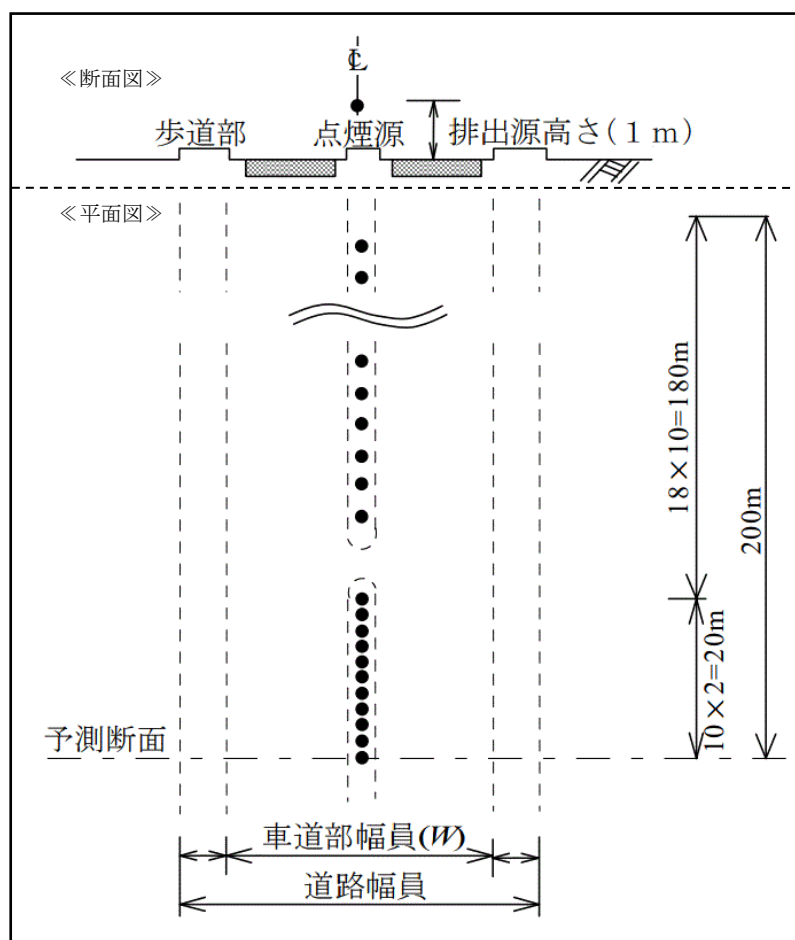 ℄
≪断面図≫
歩道部
点煙源
排出源高さ(1 m)
≪平面図≫
18×10=180m
200m
10×2=20m
予測断面
車道部幅員(W)
道路幅員